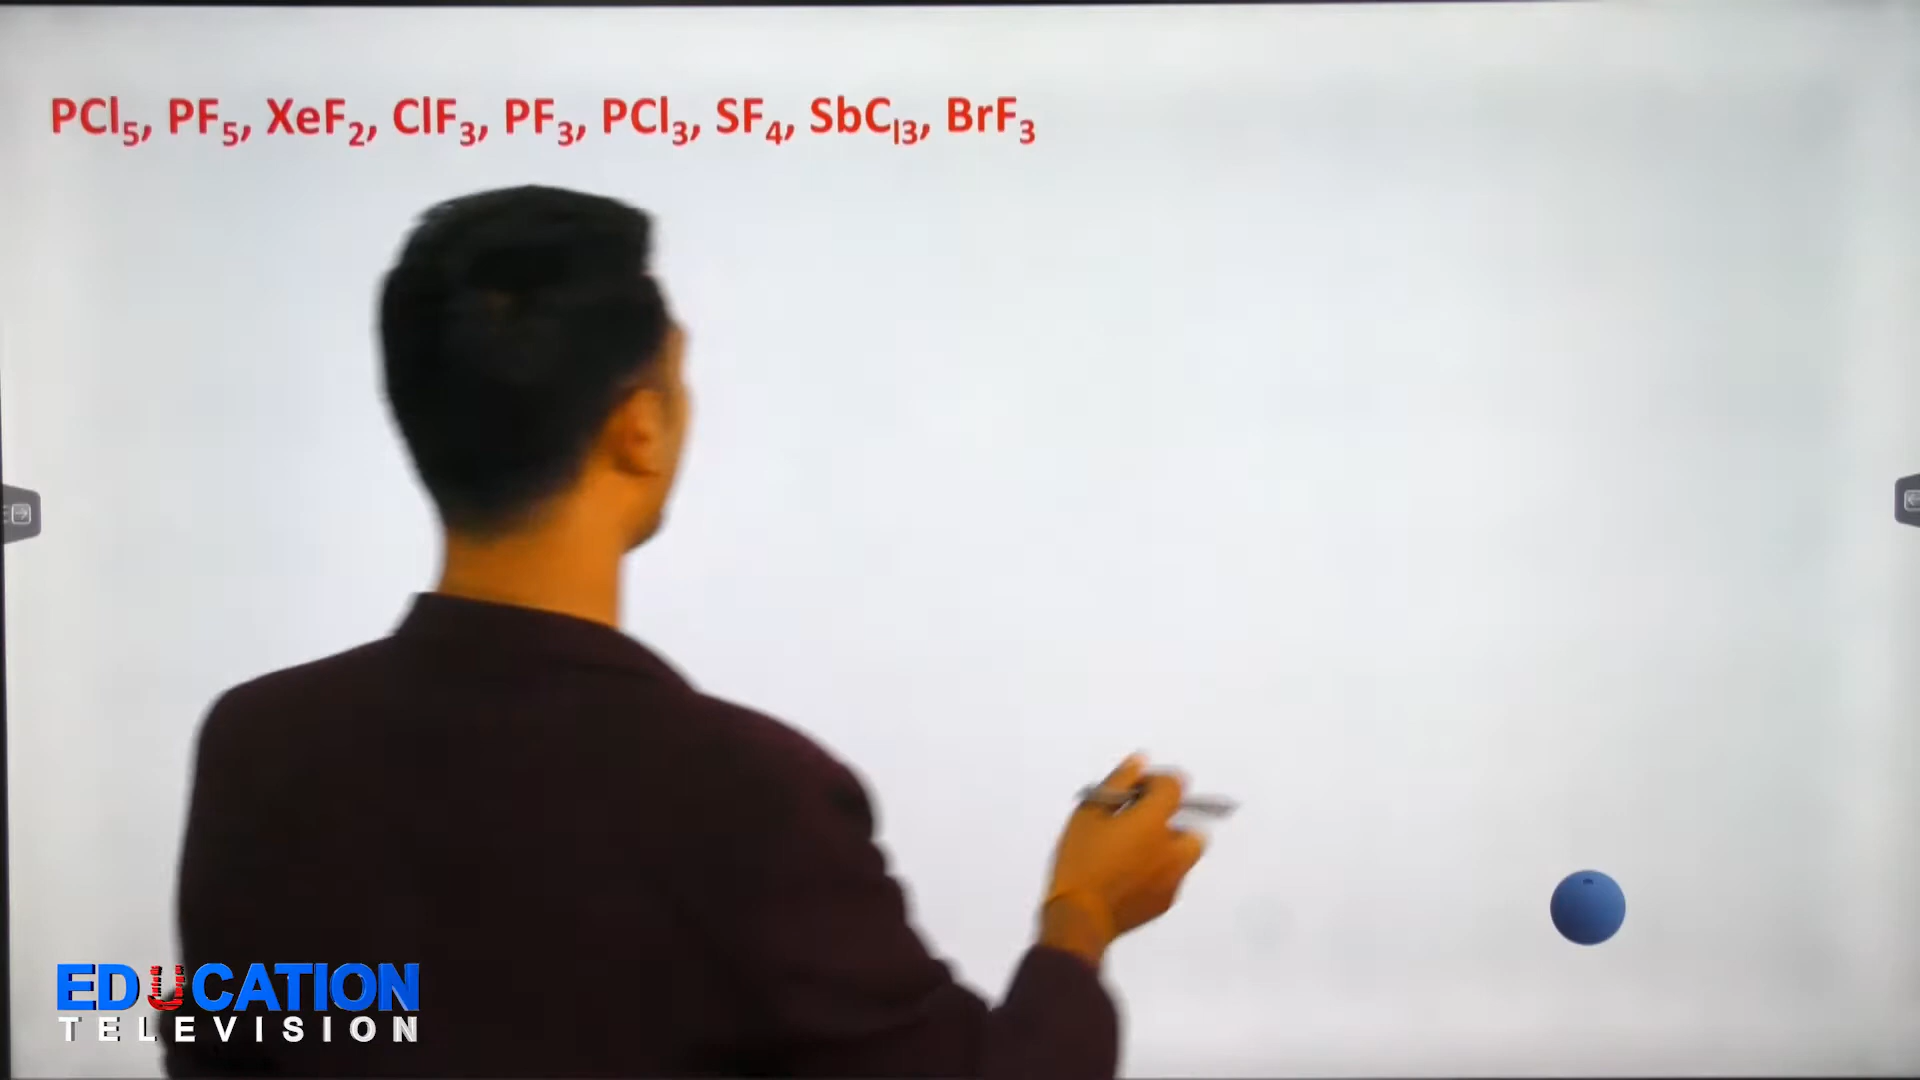 PCl₅, PF₅, XeF₂, ClF₃, PF₃, PCl₃, SF₄, SbCl₃, BrF₃
EDUCATION
TELEVISION